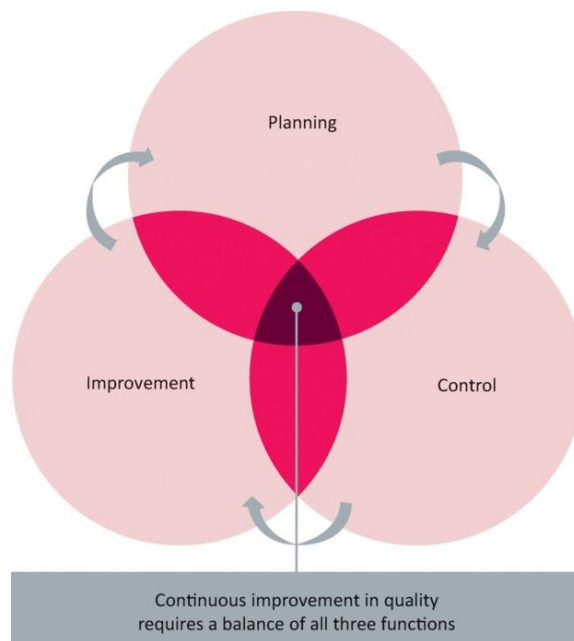 Planning
Improvement
Control
Continuous improvement in quality
requires a balance of all three functions